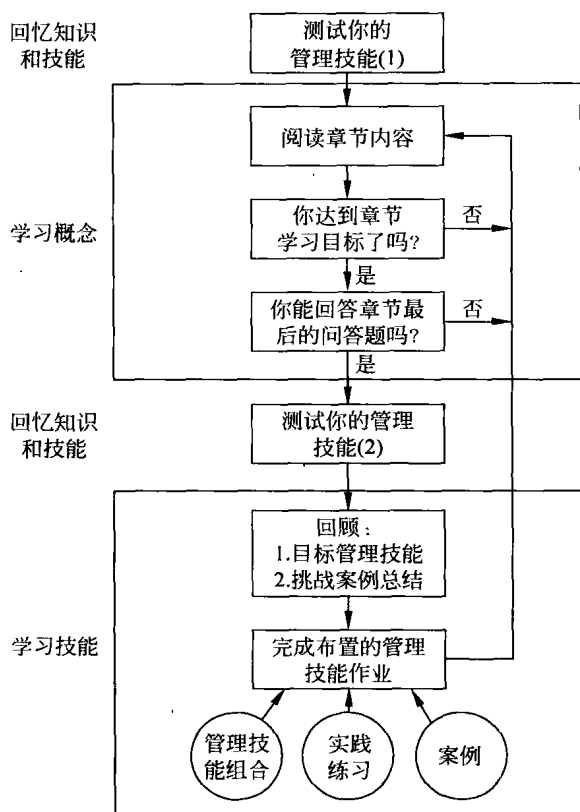 回忆知识
和技能
测试你的
管理技能(1)
阅读章节内容
学习概念
你达到章节
学习目标了吗?
否
是
你能回答章节最
后的问答题吗?
否
是
回忆知识
和技能
测试你的管理
技能(2)
回顾:
1.目标管理技能
2.挑战案例总结
学习技能
完成布置的管理
技能作业
管理技
能组合
实践
练习
案例